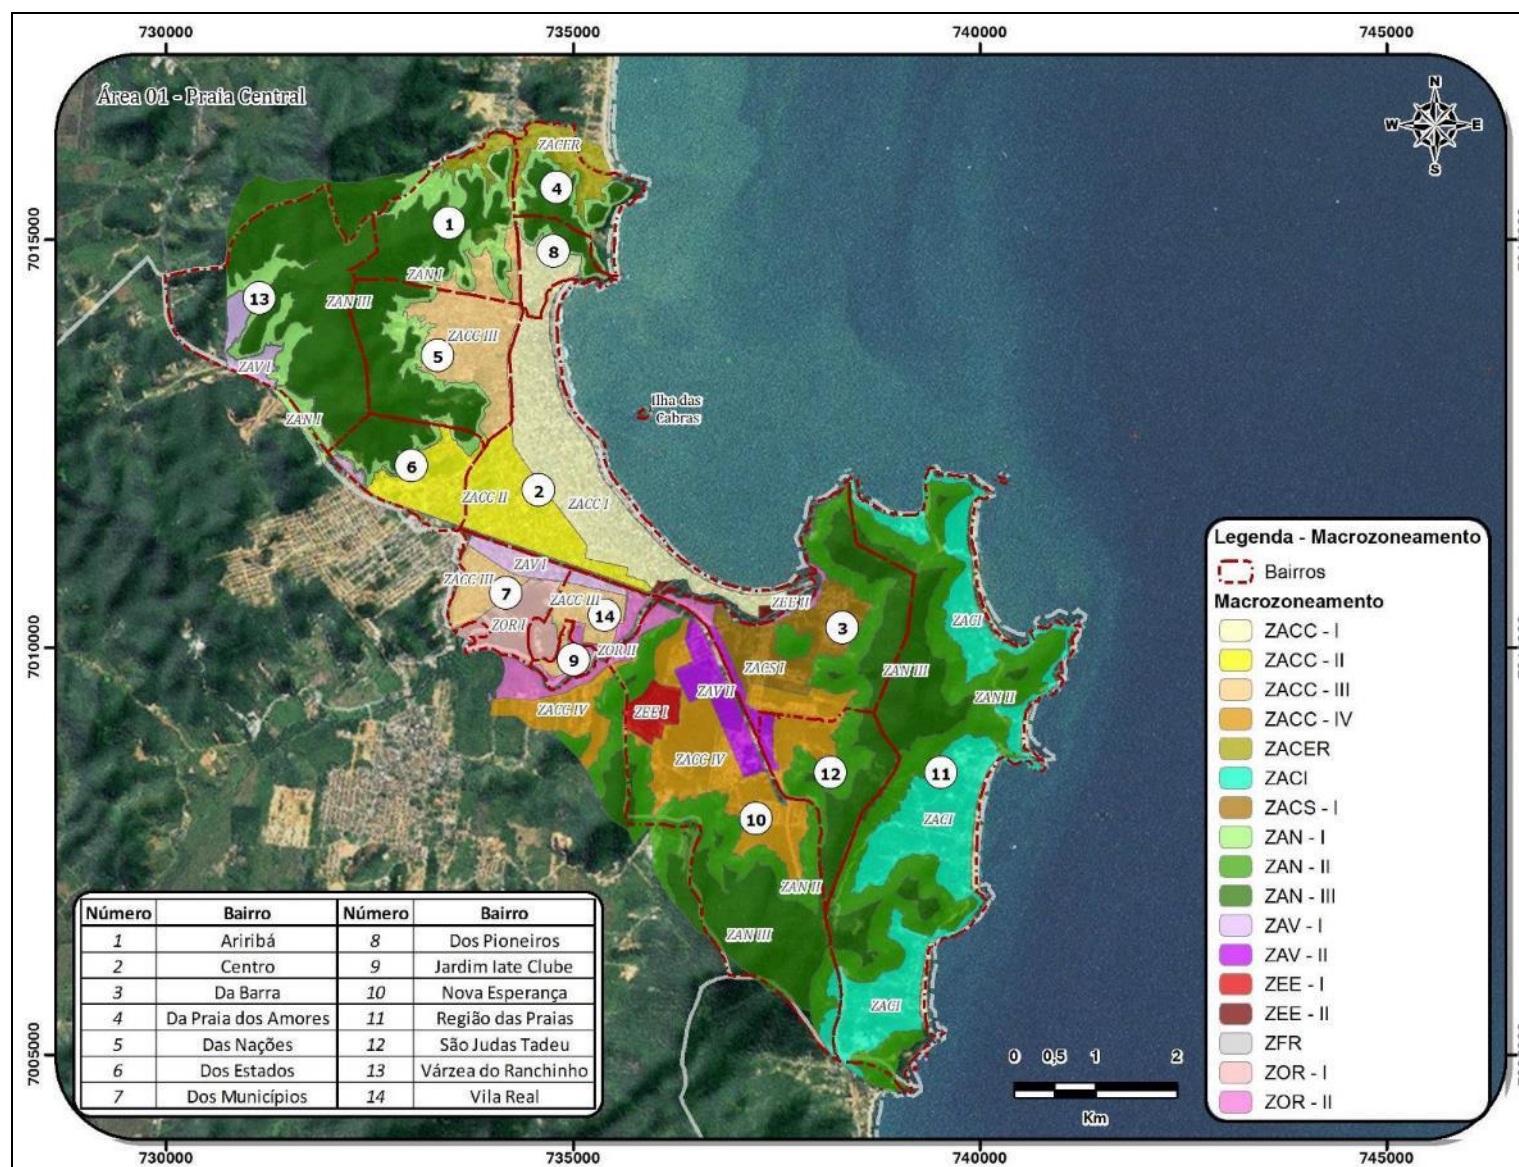 730000 735000 740000 745000
Área 01 - Praia Central
N
W E
S
ZACER
4
1
7015000
8
ZAN I
13
ZAN III
ZACC III
5
ZAV I
Ilha das
Cabras
ZAN I
6
2
ZACC II
ZACC I
ZAV I
ZACC III
7
ZACC III
ZEE II
14
3
ZACI
ZOR I
7010000
ZOR II
9
ZACS I
ZAN III
ZAV II
ZAN II
ZACC IV
ZEE I
ZACC IV
12
11
10
ZACI
ZAN II
ZAN III
ZACI
7005000
Legenda - Macrozoneamento
Bairros
Macrozoneamento
ZACC - I
ZACC - II
ZACC - III
ZACC - IV
ZACER
ZACI
ZACS - I
ZAN - I
ZAN - II
ZAN - III
ZAV - I
ZAV - II
ZEE - I
ZEE - II
ZFR
ZOR - I
ZOR - II
Número Bairro Número Bairro
1 Ariribá 8 Dos Pioneiros
2 Centro 9 Jardim Iate Clube
3 Da Barra 10 Nova Esperança
4 Da Praia dos Amores 11 Região das Praias
5 Das Nações 12 São Judas Tadeu
6 Dos Estados 13 Várzea do Ranchinho
7 Dos Municípios 14 Vila Real
0 0,5 1 2
Km
730000 735000 740000 745000